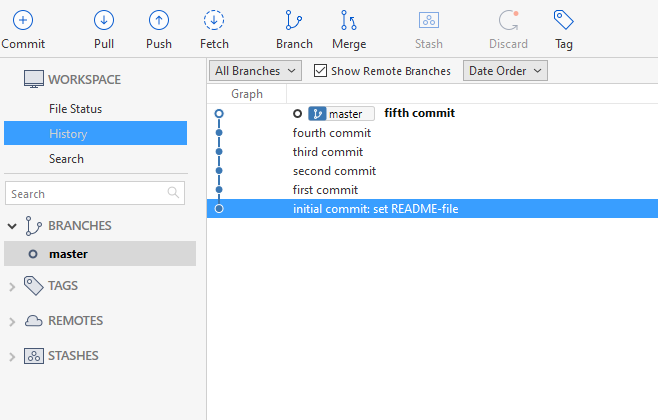 Commit Pull Push Fetch Branch Merge Stash Discard Tag
WORKSPACE
File Status
History
Search
Search
BRANCHES
master
TAGS
REMOTES
STASHES
All Branches Show Remote Branches Date Order
Graph
master fifth commit
fourth commit
third commit
second commit
first commit
initial commit: set README-file